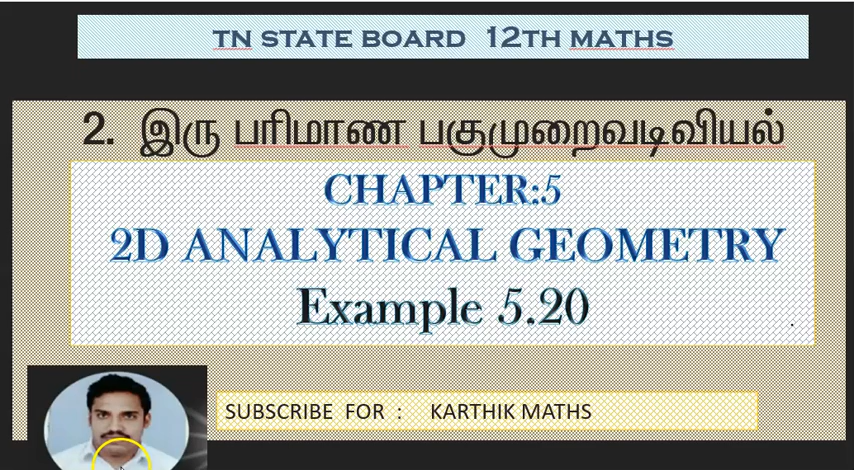 TN STATE BOARD 12TH MATHS
2. இரு பரிமாண பகுமுறைவடிவியல்
CHAPTER:5
2D ANALYTICAL GEOMETRY
Example 5.20
SUBSCRIBE FOR : KARTHIK MATHS